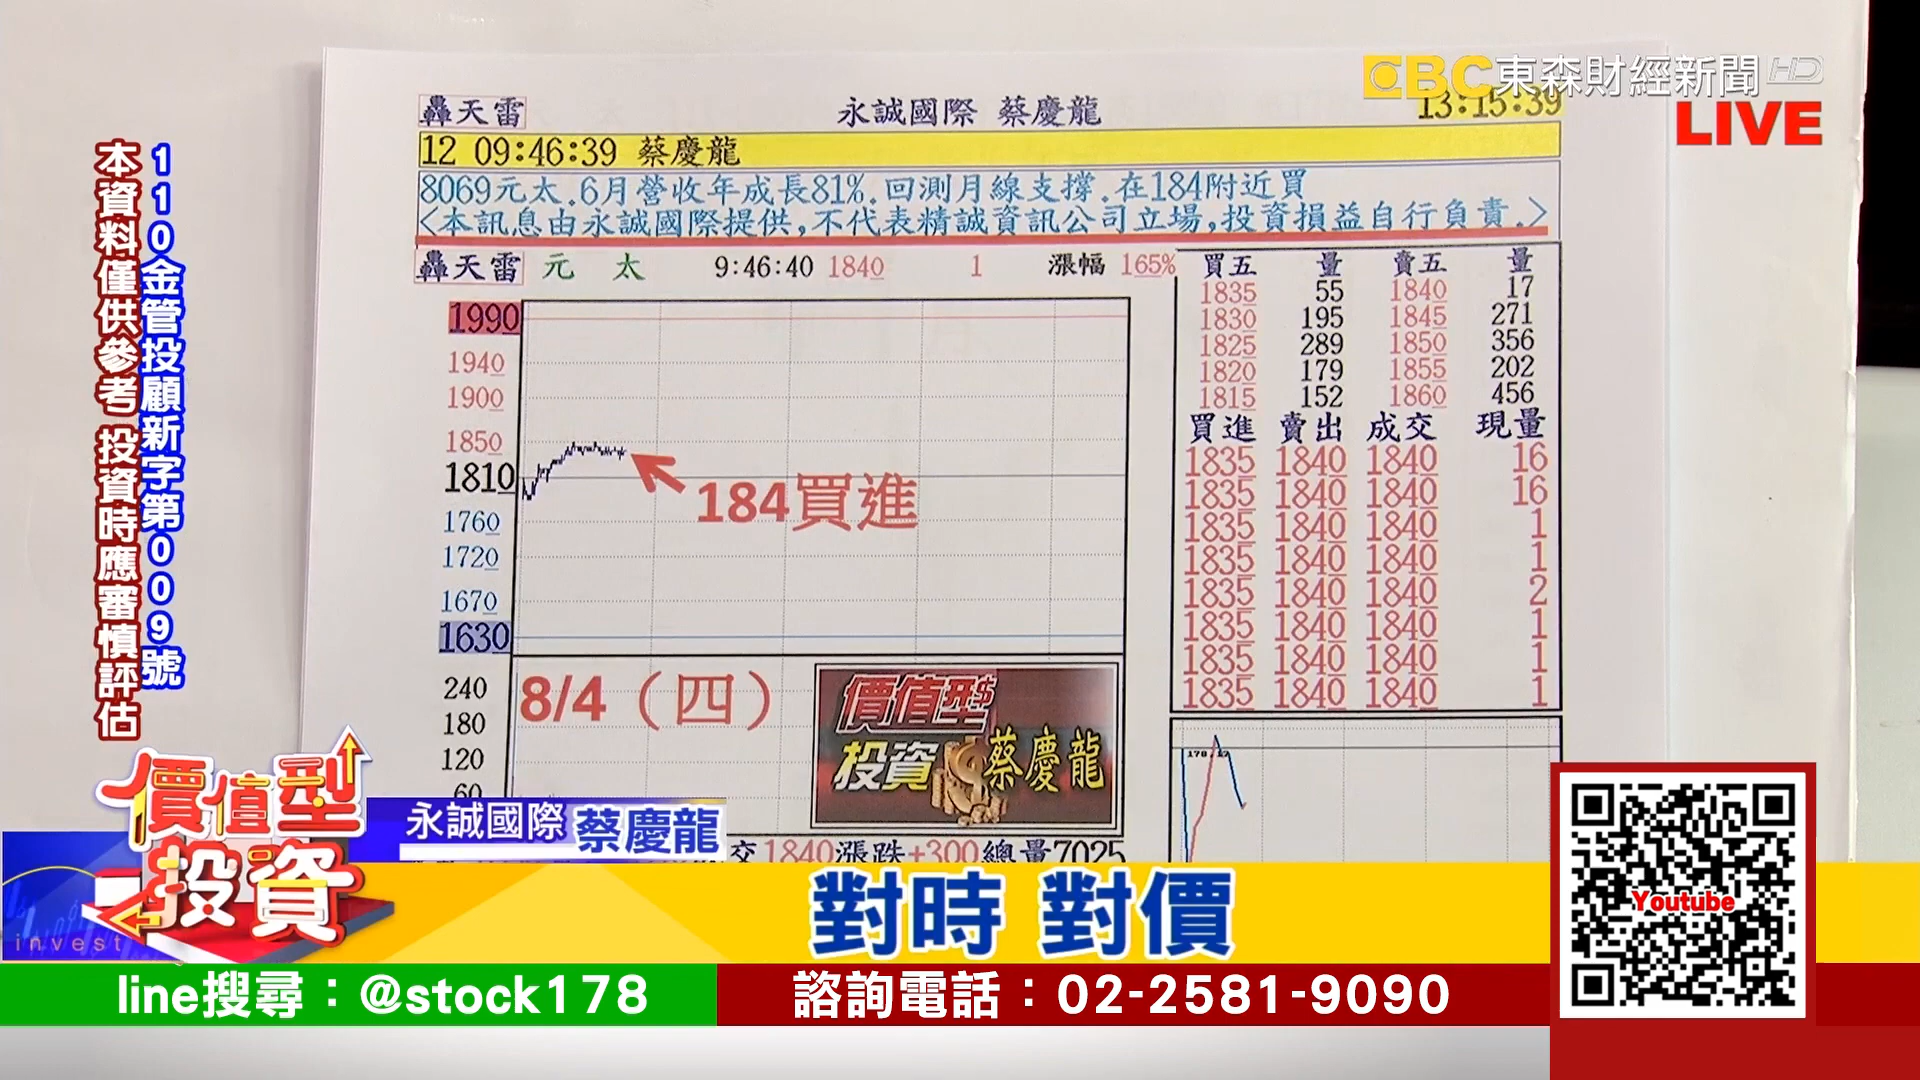 EBC 東森財經新聞 HD
LIVE
轟天雷 永誠國際 蔡慶龍 13:15:39
12 09:46:39 蔡慶龍
8069元太.6月營收年成長81%.回測月線支撐.在184附近買
<本訊息由永誠國際提供,不代表精誠資訊公司立場,投資損益自行負責.>
轟天雷 元 太 9:46:40 1840 1 漲幅 165%
買五 量 賣五 量
1835 55 1840 17
1830 195 1845 271
1825 289 1850 356
1820 179 1855 202
1815 152 1860 456
買進 賣出 成交 現量
1835 1840 1840 16
1835 1840 1840 16
1835 1840 1840 1
1835 1840 1840 1
1835 1840 1840 2
1835 1840 1840 1
1835 1840 1840 1
1835 1840 1840 1
1990
1940
1900
1850
1810
1760
1720
1670
1630
184買進
240
180
120
60
8/4（四）
價值型$
投資 蔡慶龍
交1840漲跌+300總量7025
110金管投顧新字第009號
本資料僅供參考 投資時應審慎評估
價值型
投資
invest
永誠國際 蔡慶龍
對時 對價
Youtube
line搜尋：@stock178
諮詢電話：02-2581-9090